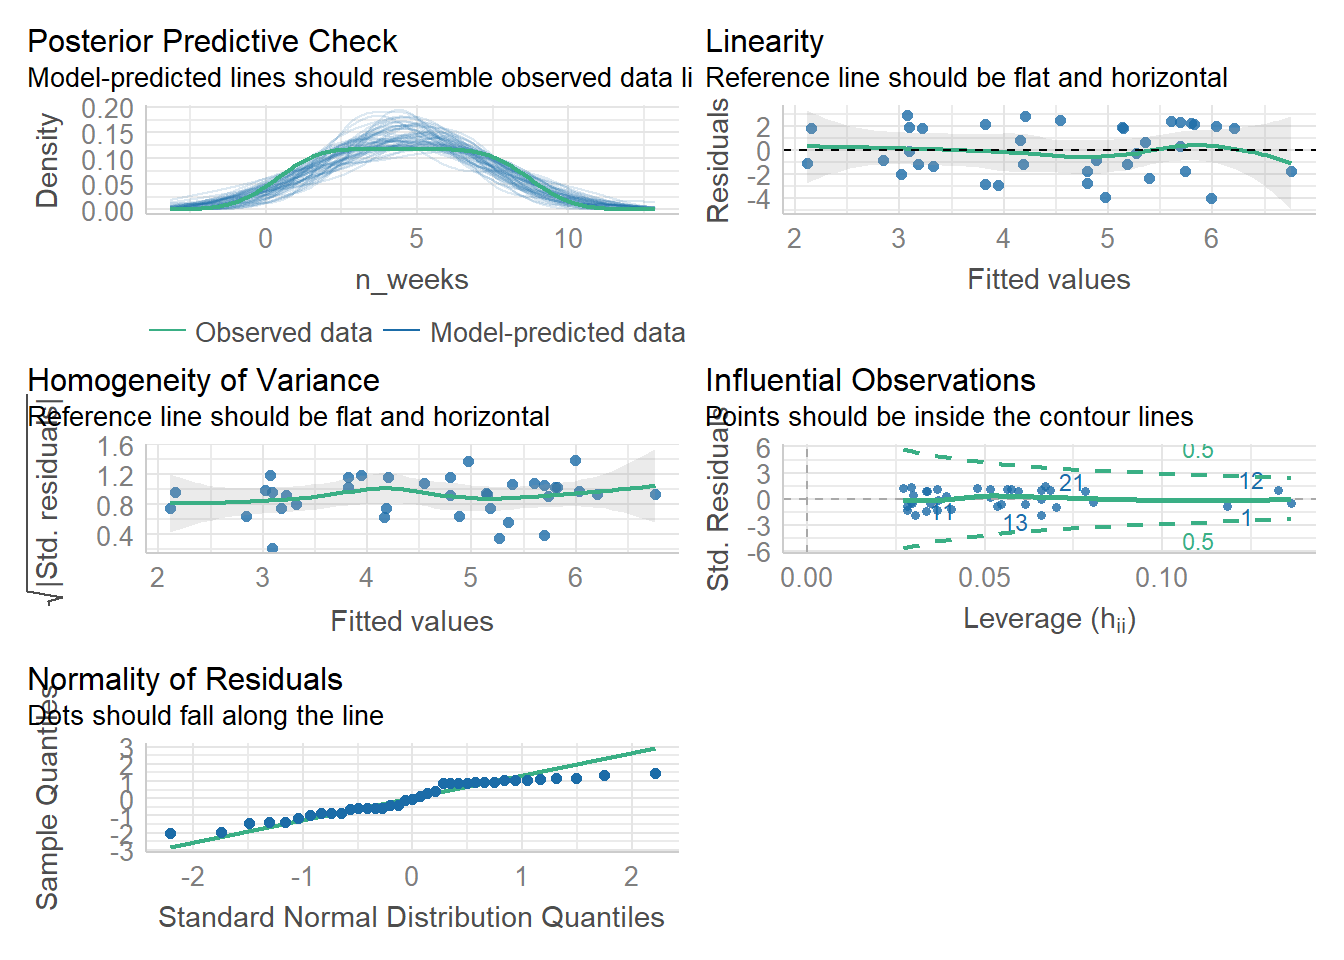 Posterior Predictive Check
Model-predicted lines should resemble observed data li
0.20
0.15
0.10
0.05
0.00
Density
0 5 10
n_weeks
Observed data Model-predicted data
Linearity
Reference line should be flat and horizontal
2
0
-2
-4
Residuals
2 3 4 5 6
Fitted values
Homogeneity of Variance
Reference line should be flat and horizontal
1.6
1.2
0.8
0.4
√|Std. residuals|
2 3 4 5 6
Fitted values
Influential Observations
Points should be inside the contour lines
6
3
0
-3
-6
Std. Residuals
0.5
21 12
11 13 1
0.5
0.00 0.05 0.10
Leverage (hii)
Normality of Residuals
Dots should fall along the line
3
2
1
0
-1
-2
-3
Sample Quantiles
-2 -1 0 1 2
Standard Normal Distribution Quantiles